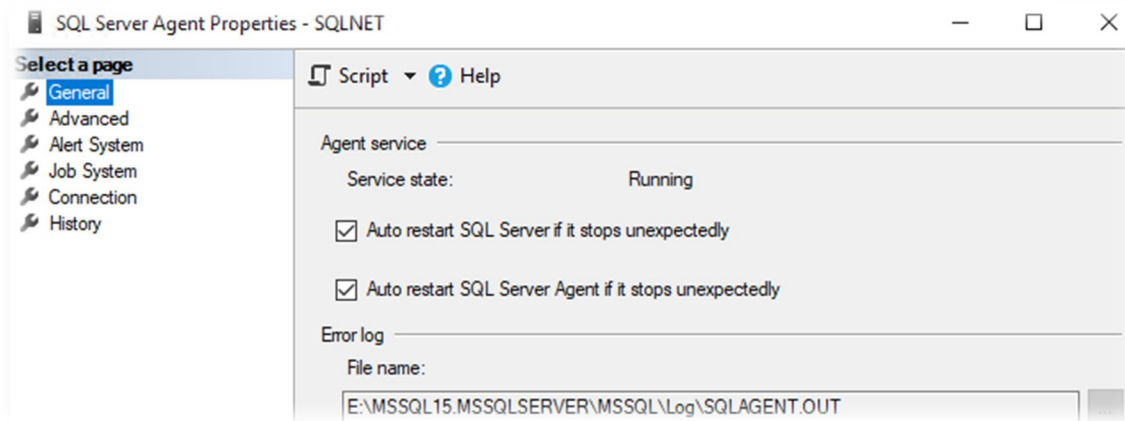 SQL Server Agent Properties - SQLNET
Select a page
General
Advanced
Alert System
Job System
Connection
History
Script Help
Agent service
Service state: Running
Auto restart SQL Server if it stops unexpectedly
Auto restart SQL Server Agent if it stops unexpectedly
Error log
File name:
E:\MSSQL15.MSSQLSERVER\MSSQL\Log\SQLAGENT.OUT
...